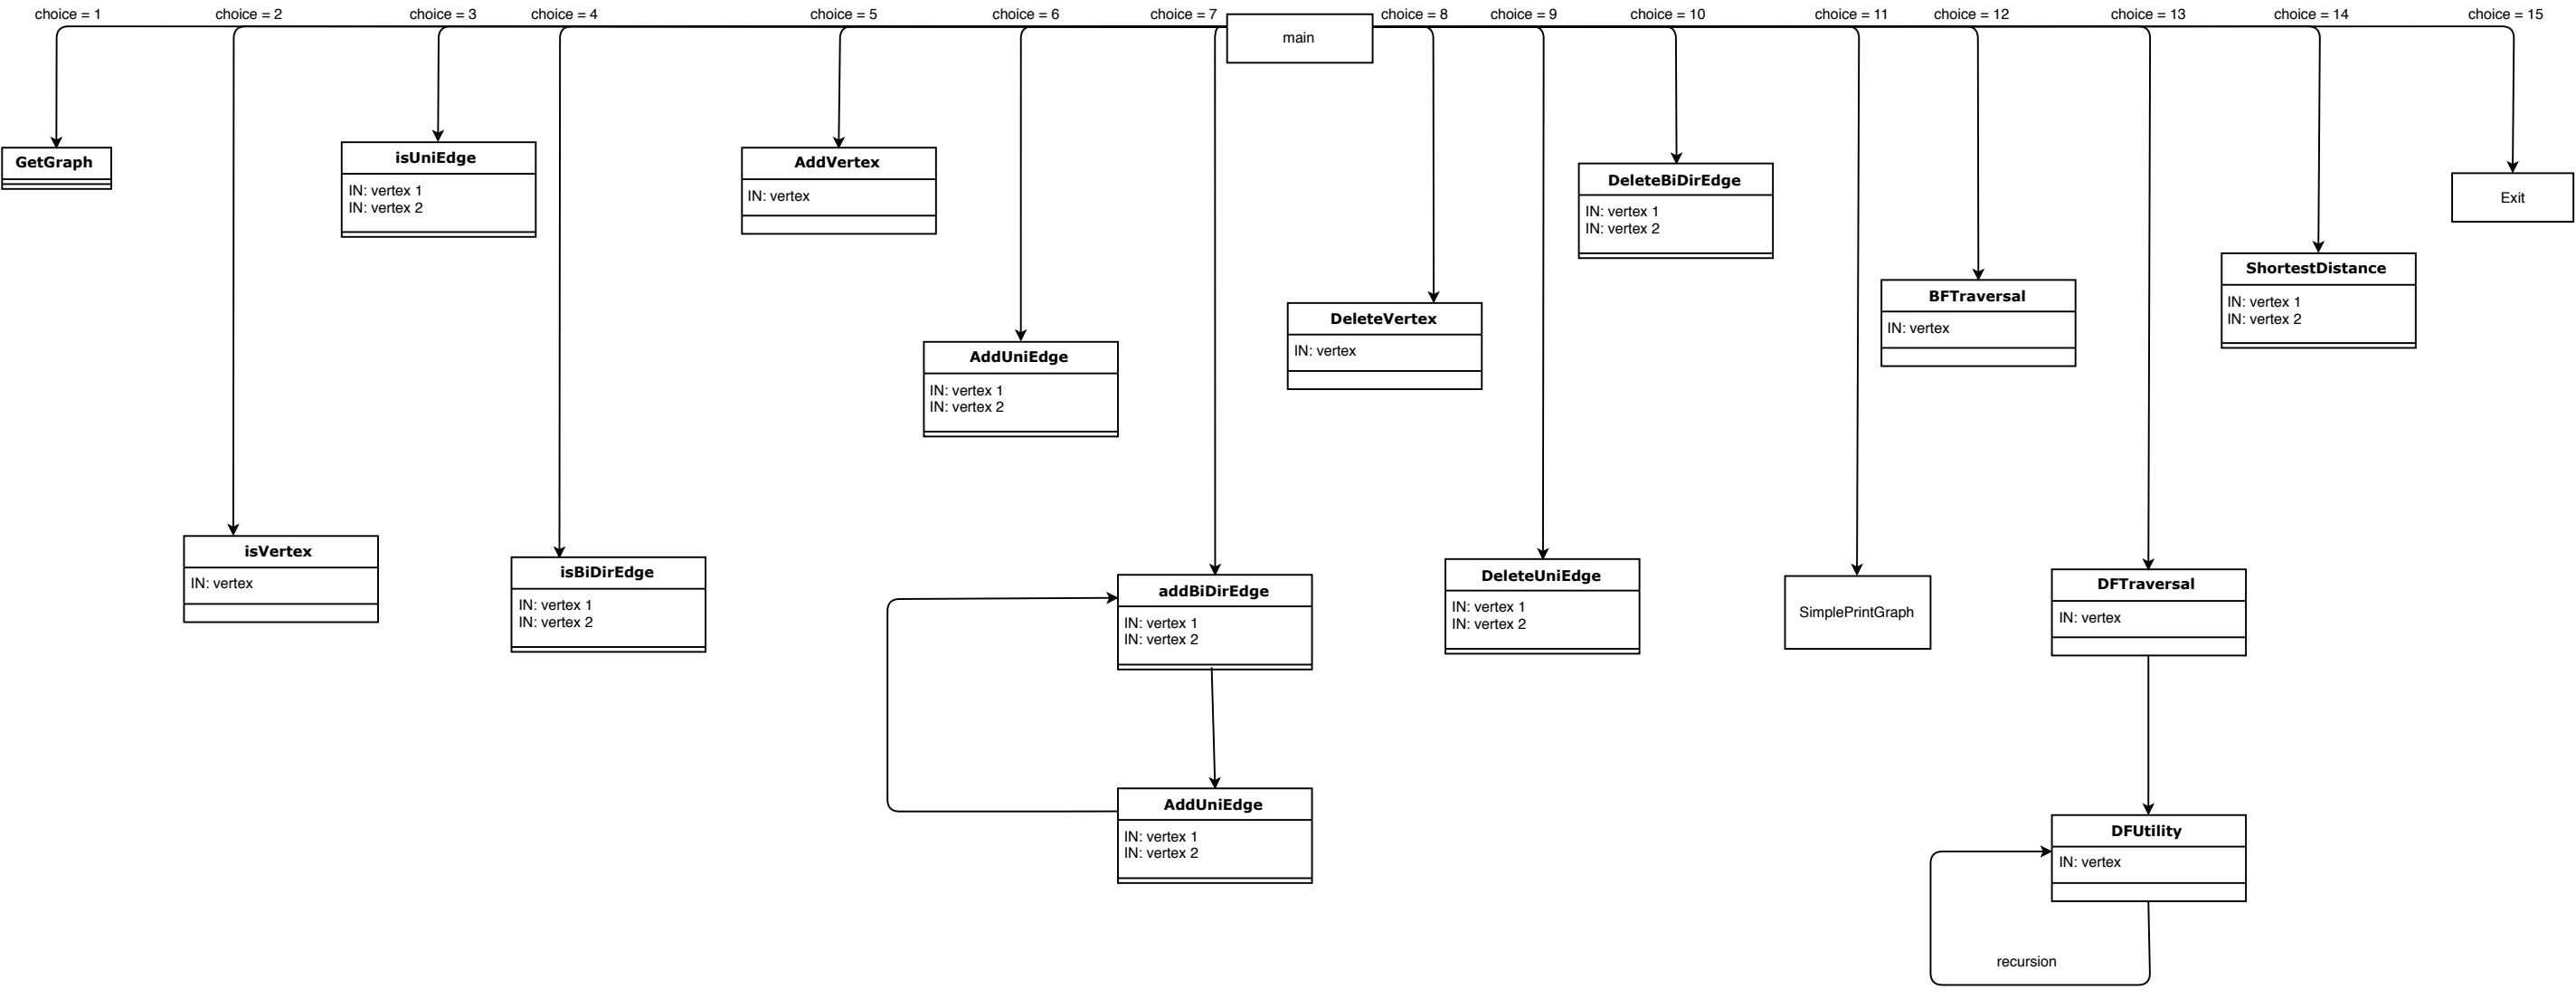 choice = 1
choice = 2
choice = 3
choice = 4
choice = 5
choice = 6
choice = 7
main
choice = 8
choice = 9
choice = 10
choice = 11
choice = 12
choice = 13
choice = 14
choice = 15
GetGraph
isUniEdge
IN: vertex 1
IN: vertex 2
AddVertex
IN: vertex
DeleteBiDirEdge
IN: vertex 1
IN: vertex 2
Exit
ShortestDistance
IN: vertex 1
IN: vertex 2
BFTraversal
IN: vertex
DeleteVertex
IN: vertex
AddUniEdge
IN: vertex 1
IN: vertex 2
isVertex
IN: vertex
isBiDirEdge
IN: vertex 1
IN: vertex 2
addBiDirEdge
IN: vertex 1
IN: vertex 2
DeleteUniEdge
IN: vertex 1
IN: vertex 2
SimplePrintGraph
DFTraversal
IN: vertex
AddUniEdge
IN: vertex 1
IN: vertex 2
DFUtility
IN: vertex
recursion